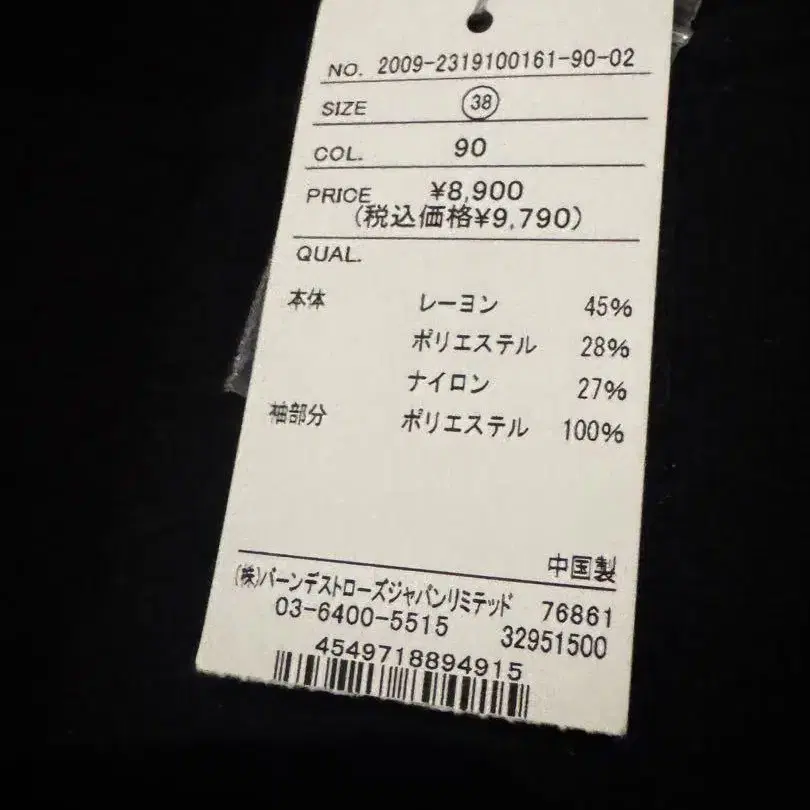 NO. 2009-2319100161-90-02
SIZE 38
COL. 90
PRICE ¥8,900
(税込価格¥9,790)
QUAL.
本体 レーヨン 45%
ポリエステル 28%
ナイロン 27%
袖部分 ポリエステル 100%
中国製
(株)バーンデストローズジャパンリミテッド 76861
03-6400-5515 32951500
4549718894915